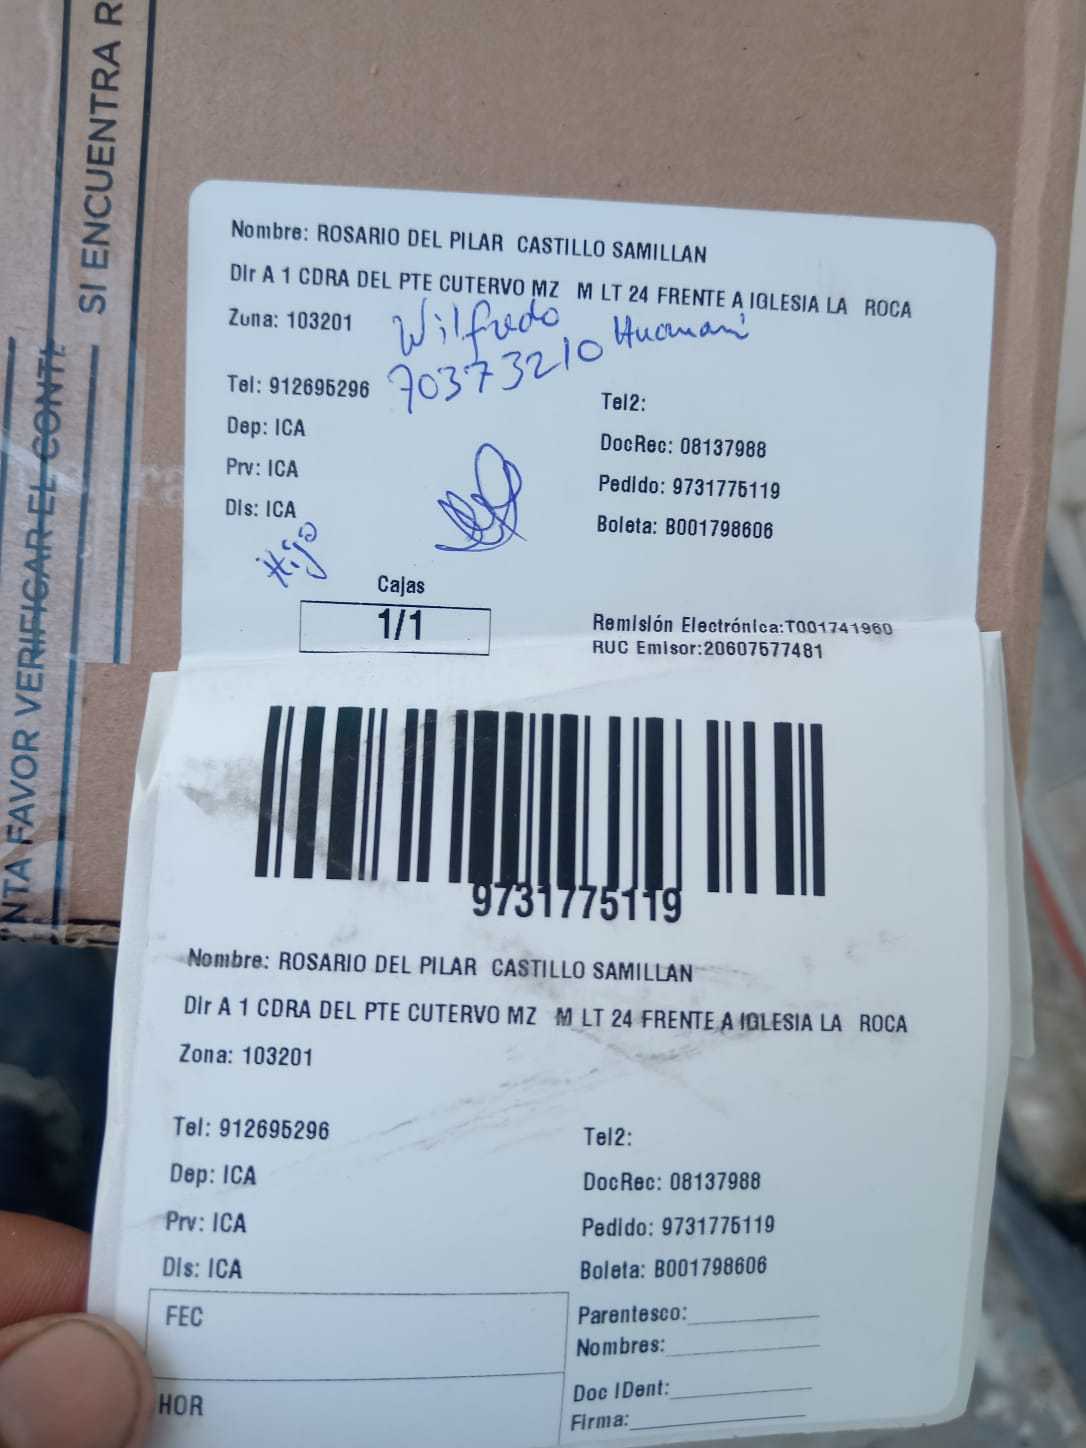 SI ENCUENTRA R
NTA FAVOR VERIFICAR EL CONT
Nombre: ROSARIO DEL PILAR CASTILLO SAMILLAN
Dir A 1 CDRA DEL PTE CUTERVO MZ M LT 24 FRENTE A IGLESIA LA ROCA
Zona: 103201
Wilfredo Huamaní
70373210
Tel: 912695296
Tel2:
Dep: ICA
DocRec: 08137988
Prv: ICA
Pedido: 9731775119
Dis: ICA
Boleta: B001798606
Hijo
Cajas
1/1
Remisión Electrónica:T001741960
RUC Emisor:20607577481
9731775119
Nombre: ROSARIO DEL PILAR CASTILLO SAMILLAN
Dir A 1 CDRA DEL PTE CUTERVO MZ M LT 24 FRENTE A IGLESIA LA ROCA
Zona: 103201
Tel: 912695296
Tel2:
Dep: ICA
DocRec: 08137988
Prv: ICA
Pedido: 9731775119
Dis: ICA
Boleta: B001798606
FEC
Parentesco:
Nombres:
HOR
Doc IDent:
Firma: